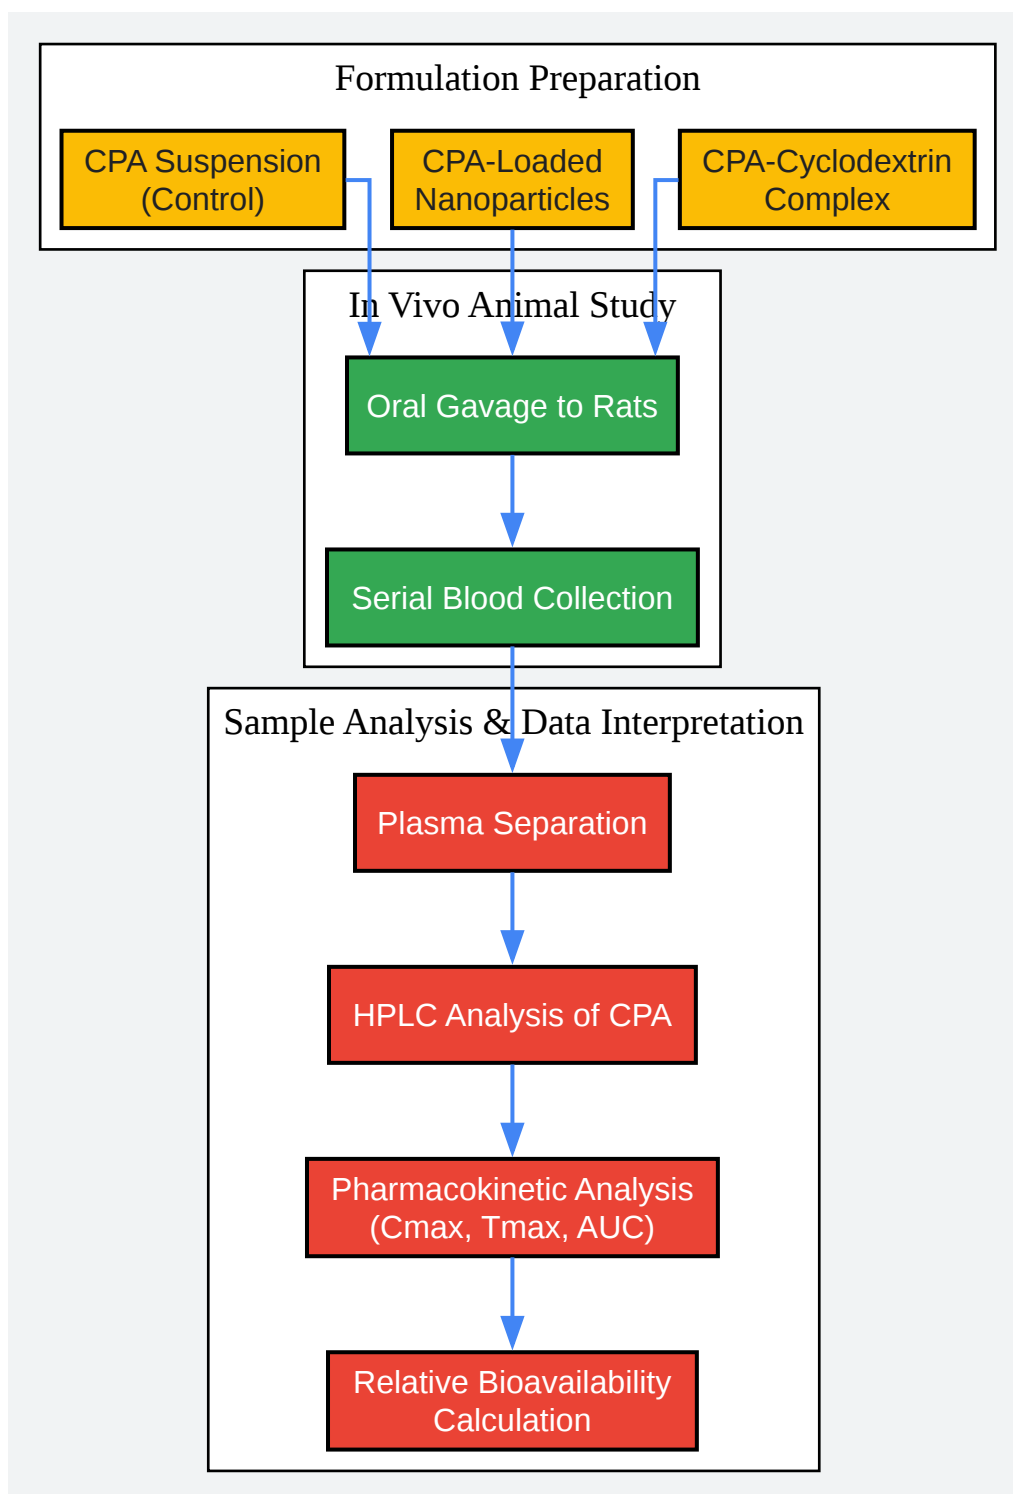 Formulation Preparation
CPA Suspension
(Control)
CPA-Loaded
Nanoparticles
CPA-Cyclodextrin
Complex
In Vivo Animal Study
Oral Gavage to Rats
Serial Blood Collection
Sample Analysis & Data Interpretation
Plasma Separation
HPLC Analysis of CPA
Pharmacokinetic Analysis
(Cmax, Tmax, AUC)
Relative Bioavailability
Calculation